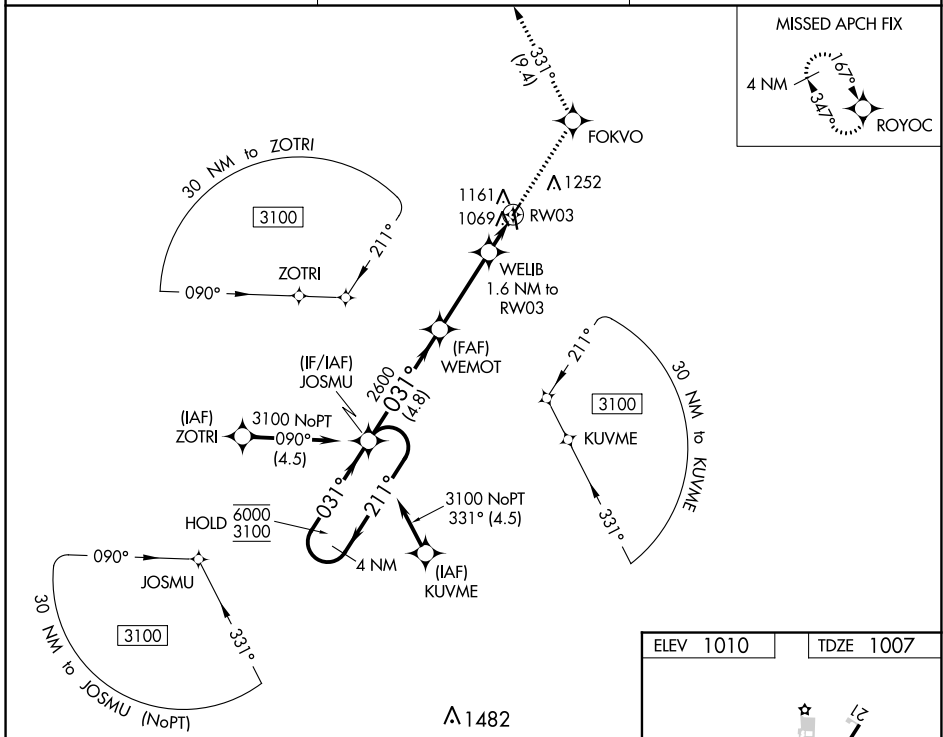 MISSED APCH FIX
4 NM
167°
347°
ROYOC
331°
(9.4)
FOKVO
30 NM to ZOTRI
3100
211°
ZOTRI
090°
1161
1252
1069
RW03
WELIB
1.6 NM to
RW03
(FAF)
WEMOT
(IF/IAF)
JOSMU
2600
031°
(4.8)
(IAF)
ZOTRI
3100 NoPT
090°
(4.5)
211°
3100
KUVME
30 NM to KUVME
331°
HOLD
6000
3100
031°
211°
4 NM
3100 NoPT
331° (4.5)
(IAF)
KUVME
090°
JOSMU
3100
331°
30 NM to JOSMU (NoPT)
1482
ELEV 1010
TDZE 1007
21